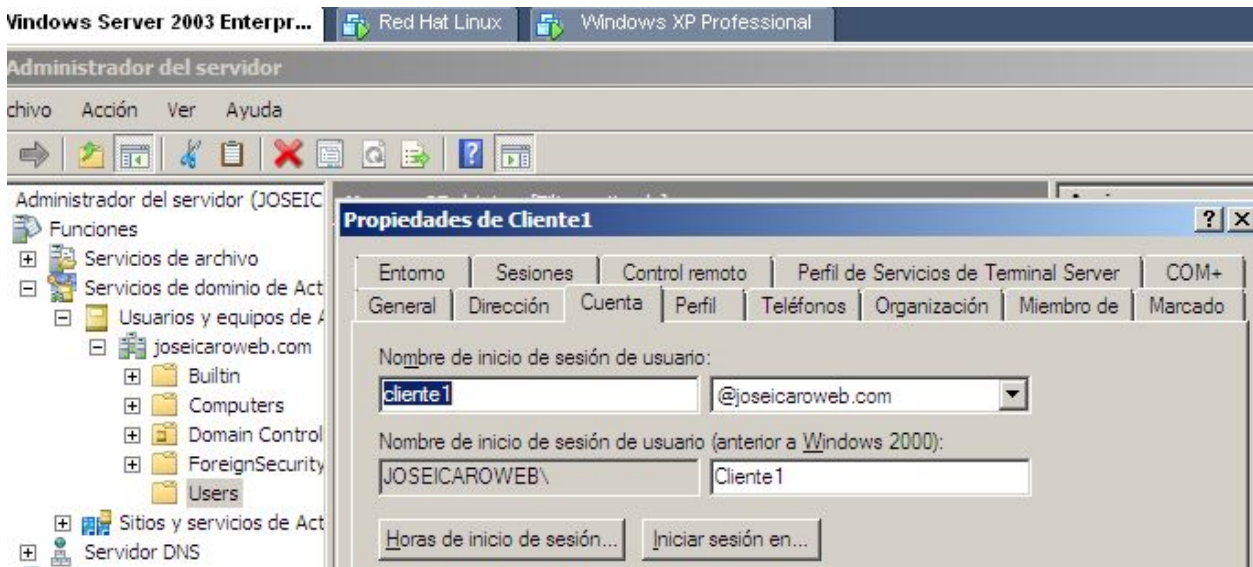 Windows Server 2003 Enterpr... Red Hat Linux Windows XP Professional
Administrador del servidor
chivo Acción Ver Ayuda
Administrador del servidor (JOSEIC
Funciones
Servicios de archivo
Servicios de dominio de Act
Usuarios y equipos de A
joseicaroweb.com
Builtin
Computers
Domain Control
ForeignSecurity
Users
Sitios y servicios de Act
Servidor DNS
Propiedades de Cliente1
Entorno Sesiones Control remoto Perfil de Servicios de Terminal Server COM+
General Dirección Cuenta Perfil Teléfonos Organización Miembro de Marcado
Nombre de inicio de sesión de usuario:
cliente1 @joseicaroweb.com
Nombre de inicio de sesión de usuario (anterior a Windows 2000):
JOSEICAROWEB\ Cliente1
Horas de inicio de sesión... Iniciar sesión en...